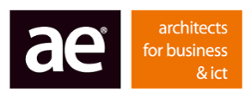 ae®
architects
for business
& ict